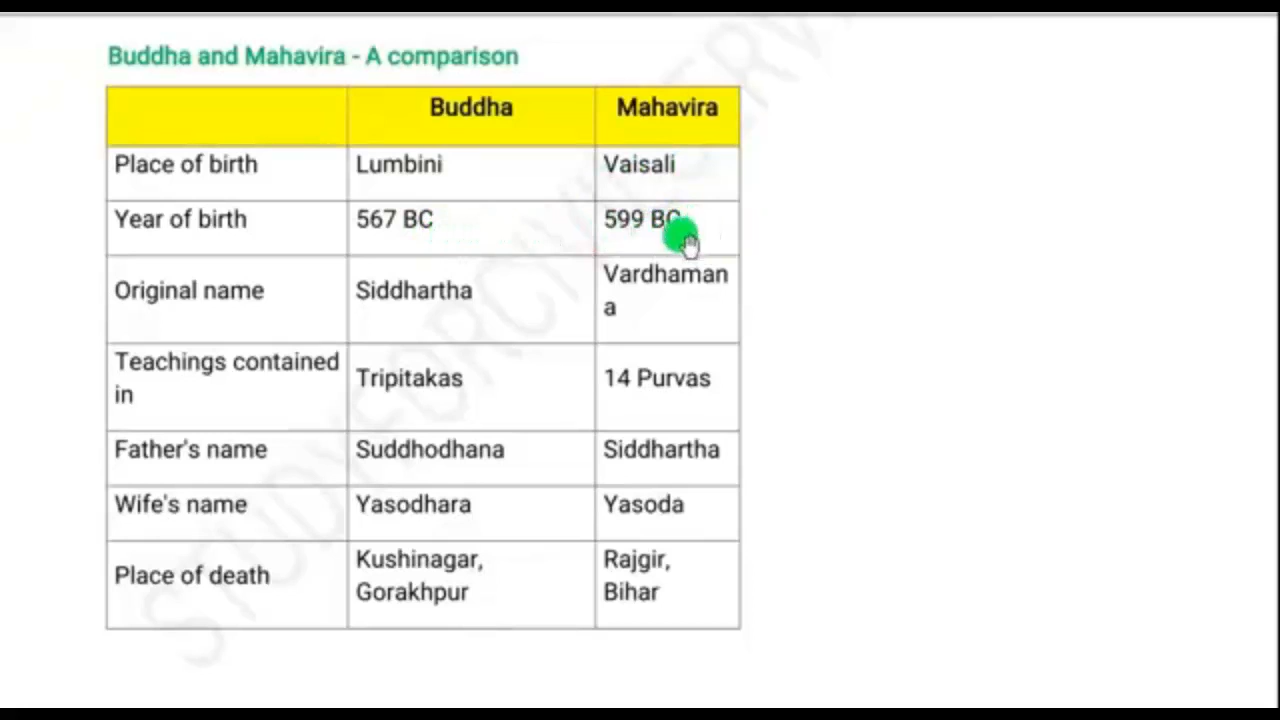 Buddha and Mahavira - A comparison
Buddha Mahavira
Place of birth Lumbini Vaisali
Year of birth 567 BC 599 BC
Original name Siddhartha Vardhaman
a
Teachings contained
in Tripitakas 14 Purvas
Father's name Suddhodhana Siddhartha
Wife's name Yasodhara Yasoda
Place of death Kushinagar, Rajgir,
Gorakhpur Bihar